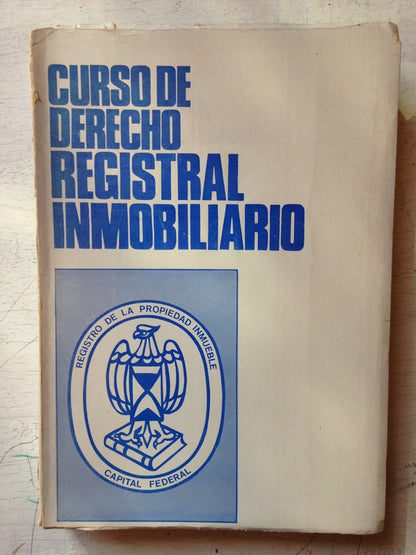 CURSO DE
DERECHO
REGISTRAL
INMOBILIARIO
REGISTRO DE LA PROPIEDAD INMUEBLE
CAPITAL FEDERAL